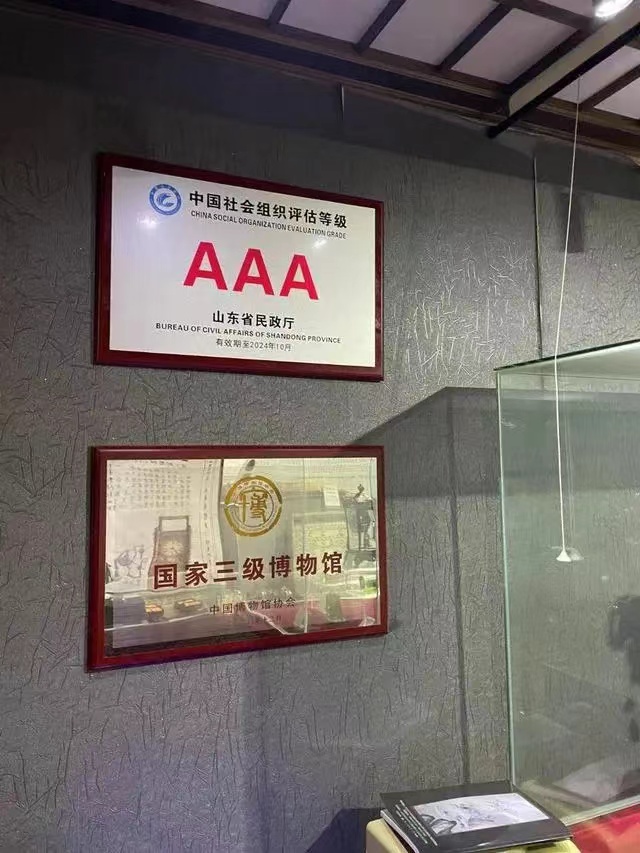 中国社会组织评估等级
CHINA SOCIAL ORGANIZATION EVALUATION GRADE
AAA
山东省民政厅
BUREAU OF CIVIL AFFAIRS OF SHANDONG PROVINCE
有效期至2024年10月
国家三级博物馆
中国博物馆协会